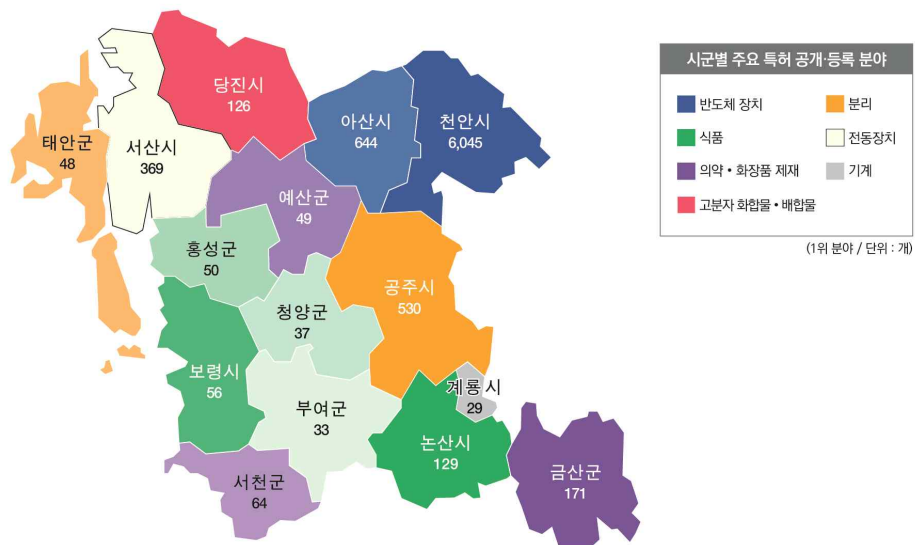 당진시
126
아산시
644
천안시
6,045
태안군
48
서산시
369
예산군
49
홍성군
50
청양군
37
공주시
530
보령시
56
부여군
33
계룡시
29
논산시
129
서천군
64
금산군
171
시군별 주요 특허 공개·등록 분야
반도체 장치
분리
식품
전동장치
의약·화장품 제재
기계
고분자 화합물·배합물
(1위 분야 / 단위 : 개)